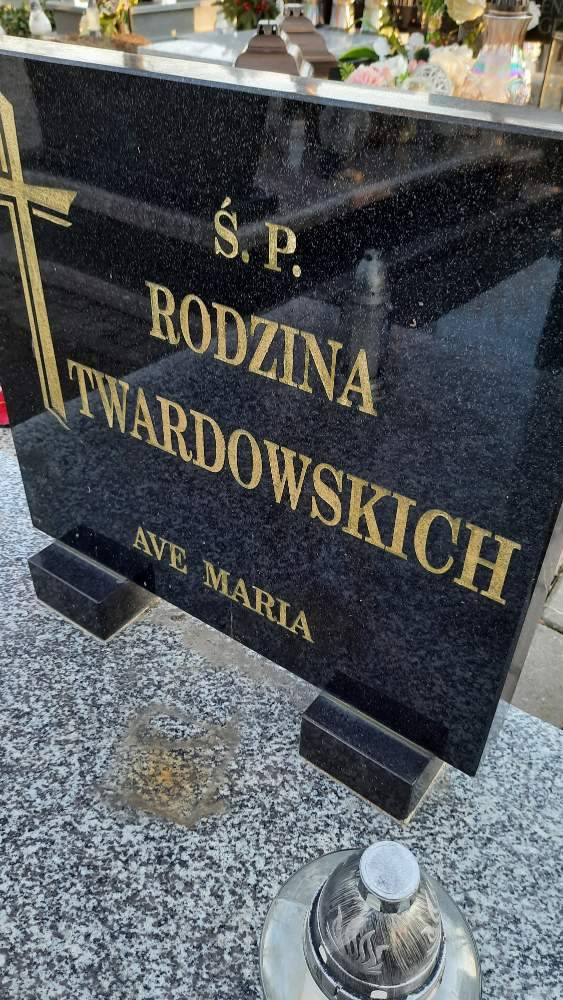 Ś. P.
RODZINA
TWARDOWSKICH
AVE MARIA